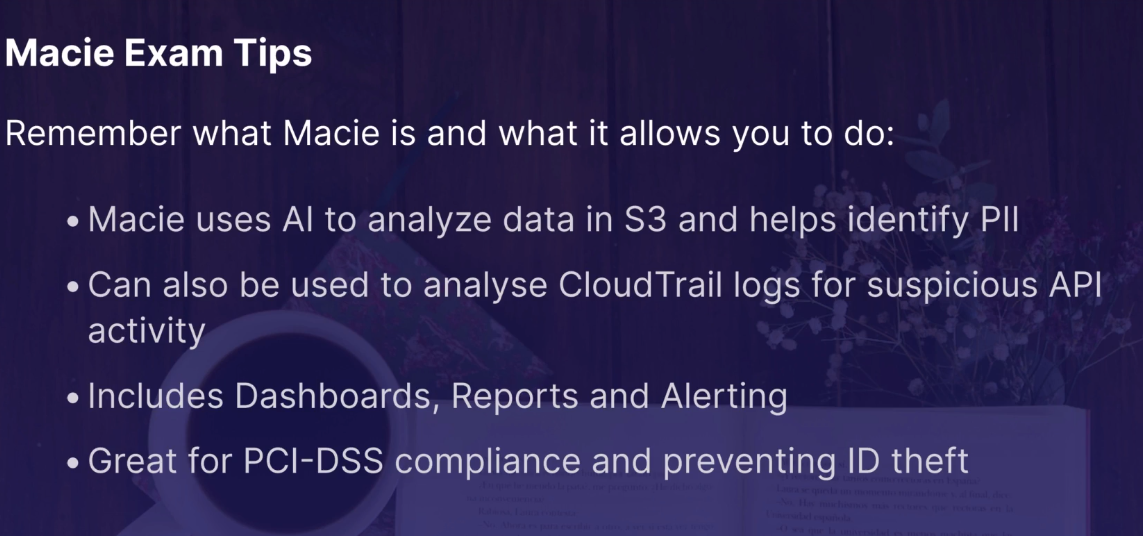 Macie Exam Tips
Remember what Macie is and what it allows you to do:
• Macie uses AI to analyze data in S3 and helps identify PII
• Can also be used to analyse CloudTrail logs for suspicious API
activity
• Includes Dashboards, Reports and Alerting
• Great for PCI-DSS compliance and preventing ID theft